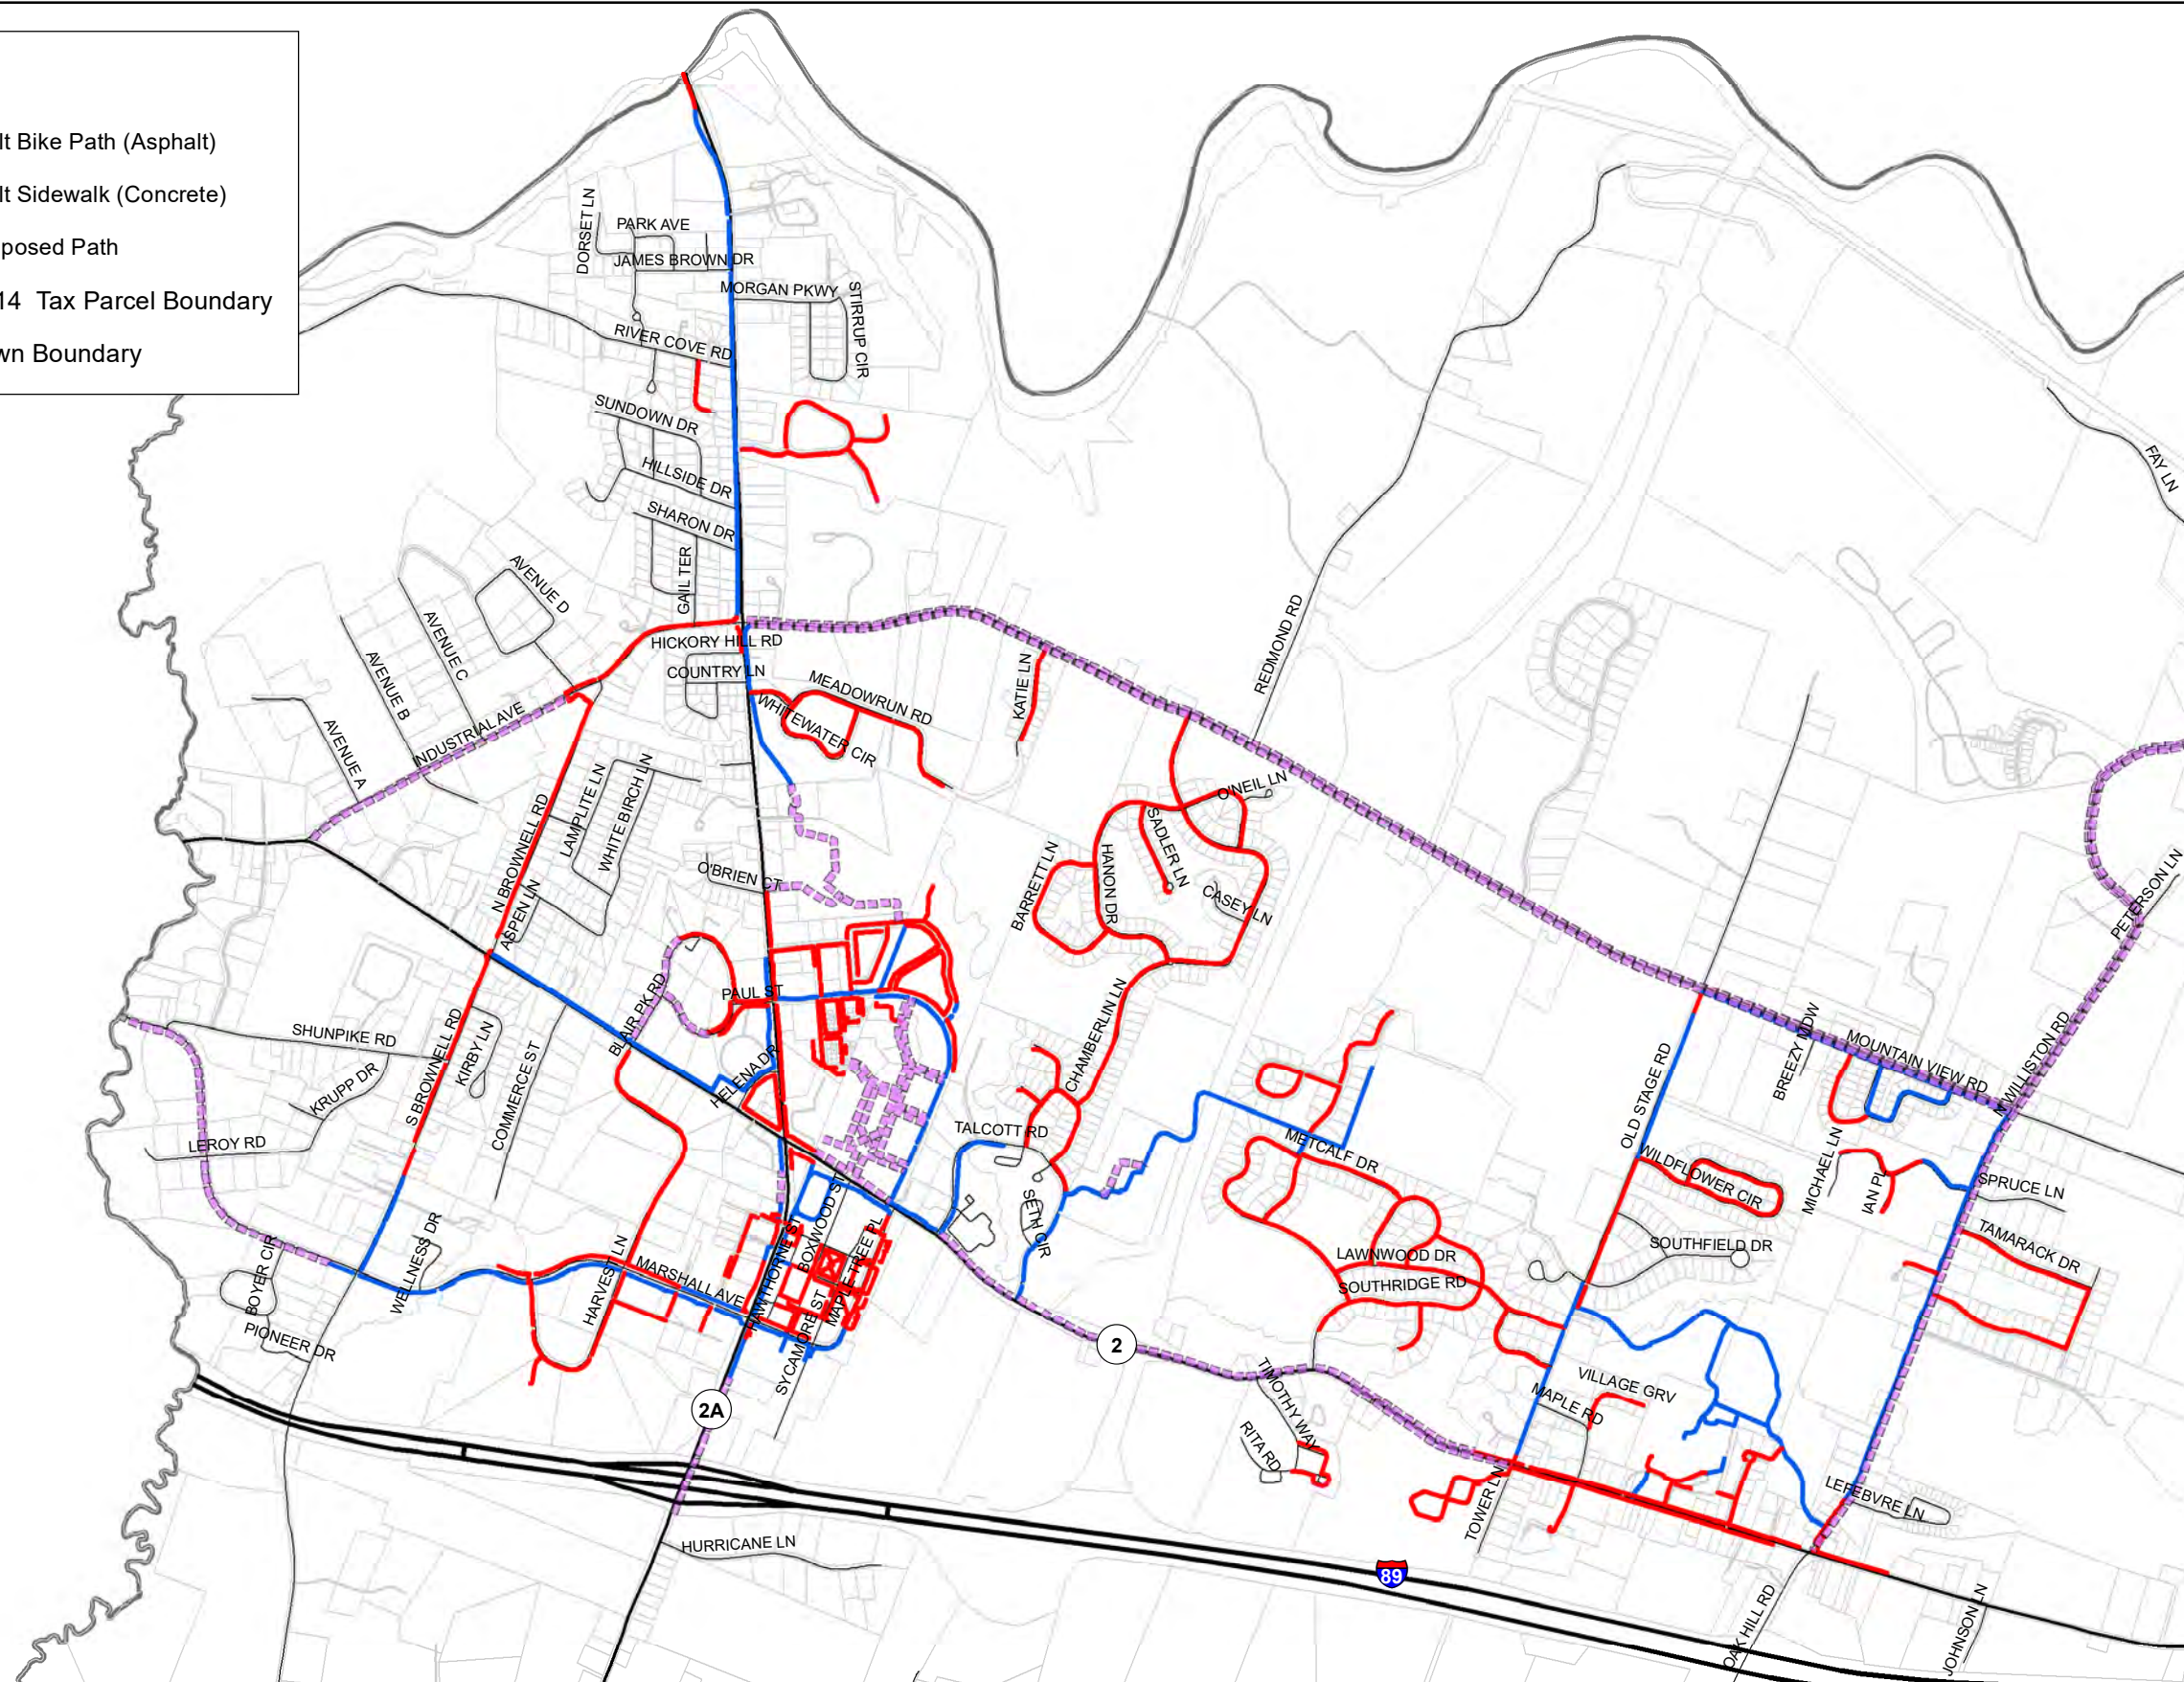 lt Bike Path (Asphalt)
lt Sidewalk (Concrete)
posed Path
14 Tax Parcel Boundary
wn Boundary
DORSET LN
PARK AVE
JAMES BROWN DR
MORGAN PKWY
STIRRUP CIR
RIVER COVE RD
SUNDOWN DR
HILLSIDE DR
SHARON DR
GAIL TER
FAY LN
AVENUE D
AVENUE C
AVENUE B
AVENUE A
INDUSTRIAL AVE
HICKORY HILL RD
COUNTRY LN
MEADOWRUN RD
WHITEWATER CIR
KATIE LN
REDMOND RD
N BROWNELL RD
LAMPLITE LN
WHITE BIRCH LN
ASPEN LN
O'BRIEN CT
O'NEIL LN
SADLER LN
HANON DR
BARRETT LN
CASEY LN
CHAMBERLIN LN
PETERSON LN
BLAIR PK RD
PAUL ST
SHUNPIKE RD
KRUPP DR
LEROY RD
S BROWNELL RD
KIRBY LN
COMMERCE ST
HELENA DR
TALCOTT RD
SETH CIR
METCALF DR
OLD STAGE RD
BREEZY MDW
MOUNTAIN VIEW RD
N WILLISTON RD
MICHAEL LN
IAN PL
WILDFLOWER CIR
SPRUCE LN
TAMARACK DR
SOUTHFIELD DR
LAWNWOOD DR
SOUTHRIDGE RD
BOYER CIR
PIONEER DR
WELLNESS DR
HARVEST LN
MARSHALL AVE
HAWTHORNE ST
BOXWOOD ST
MAPLE TREE PL
SYCAMORE ST
2
2A
TIMOTHY WAY
RITA RD
VILLAGE GRV
MAPLE RD
TOWER LN
LEFEBVRE LN
HURRICANE LN
89
OAK HILL RD
JOHNSON LN